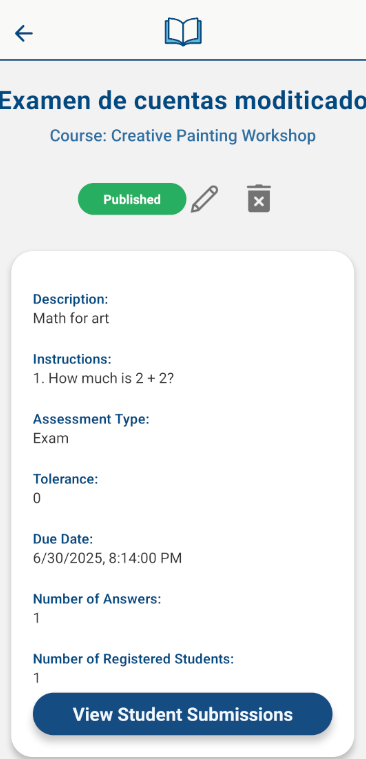 Examen de cuentas moditicado
Course: Creative Painting Workshop
Published
Description:
Math for art
Instructions:
1. How much is 2 + 2?
Assessment Type:
Exam
Tolerance:
0
Due Date:
6/30/2025, 8:14:00 PM
Number of Answers:
1
Number of Registered Students:
1
View Student Submissions